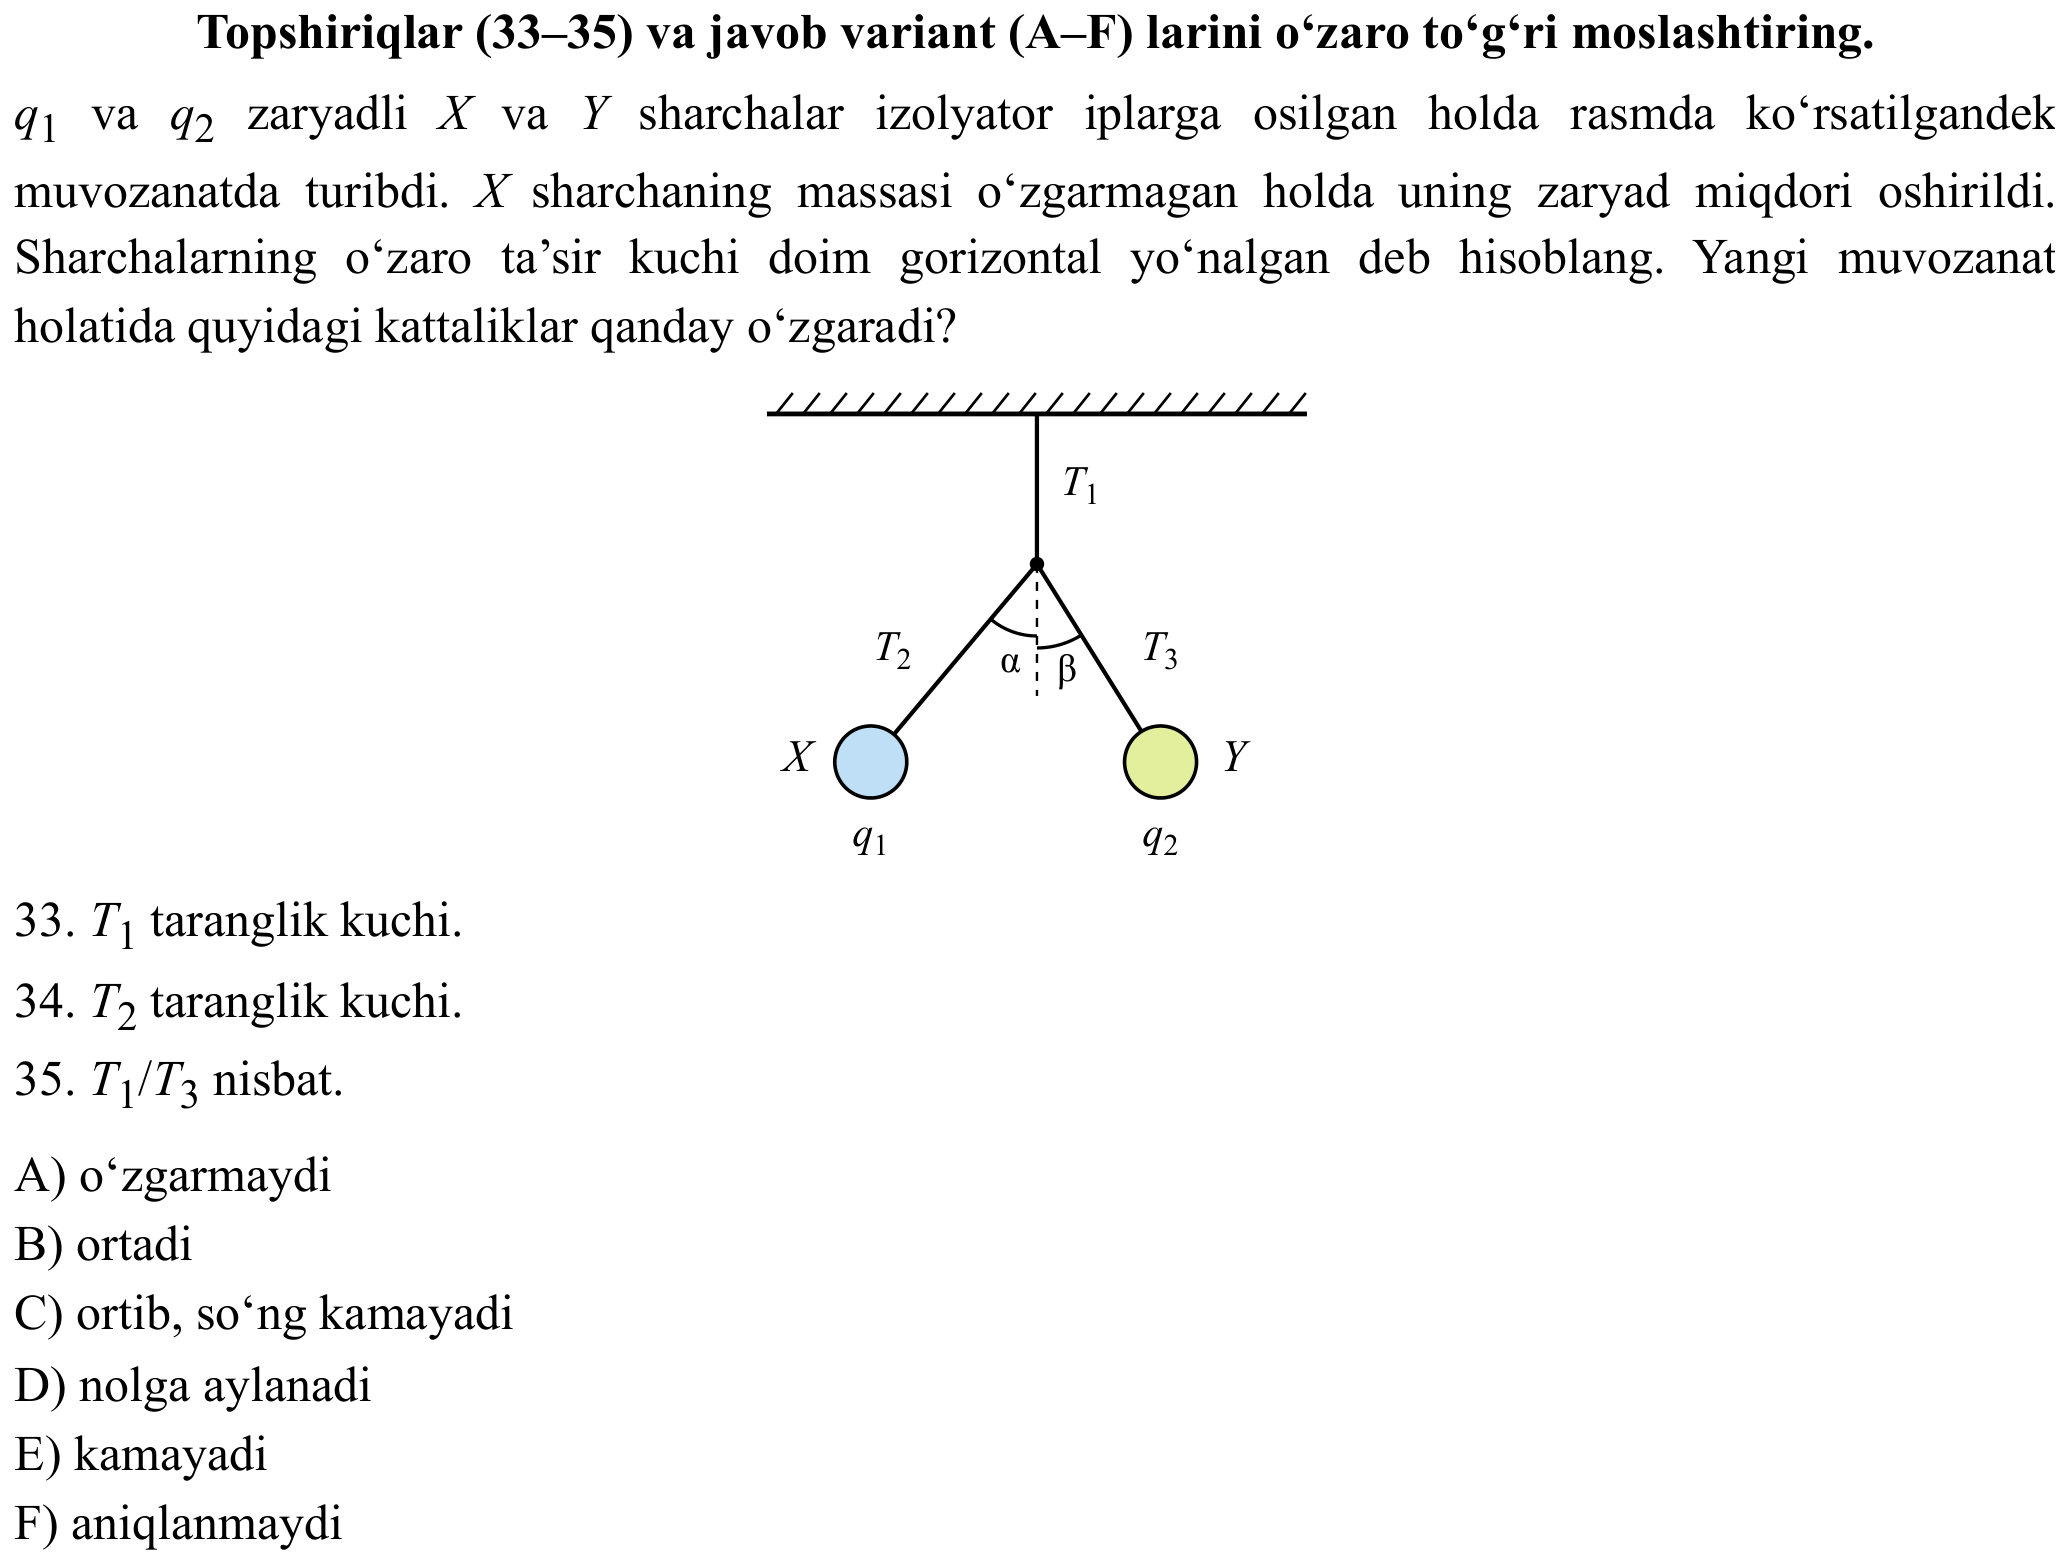 Topshiriqlar (33–35) va javob variant (A–F) larini o‘zaro to‘g‘ri moslashtiring.
q1 va q2 zaryadli X va Y sharchalar izolyator iplarga osilgan holda rasmda ko‘rsatilgandek
muvozanatda turibdi. X sharchaning massasi o‘zgarmagan holda uning zaryad miqdori oshirildi.
Sharchalarning o‘zaro ta’sir kuchi doim gorizontal yo‘nalgan deb hisoblang. Yangi muvozanat
holatida quyidagi kattaliklar qanday o‘zgaradi?
T1
T2 α β T3
X Y
q1 q2
33. T1 taranglik kuchi.
34. T2 taranglik kuchi.
35. T1/T3 nisbat.
A) o‘zgarmaydi
B) ortadi
C) ortib, so‘ng kamayadi
D) nolga aylanadi
E) kamayadi
F) aniqlanmaydi